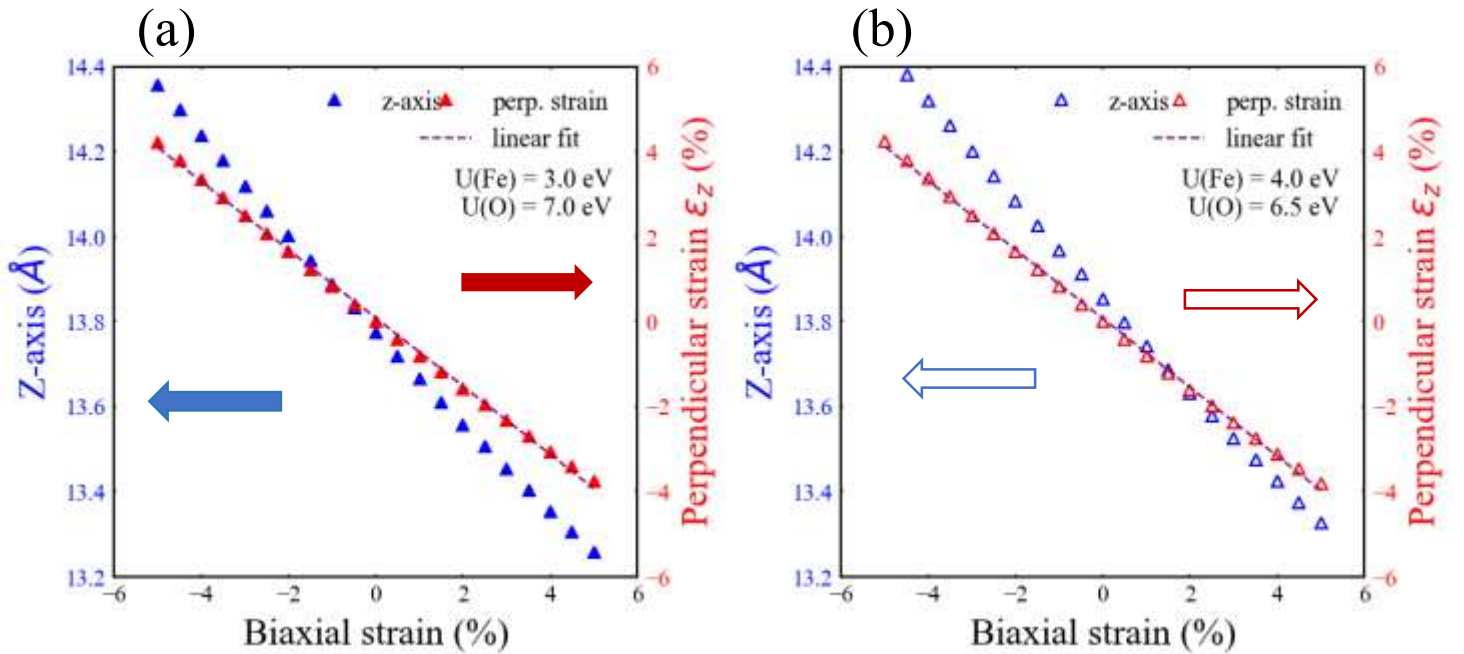 (a)
14.4
14.2
14.0
13.8
13.6
13.4
13.2
Z-axis (Å)
z-axis perp. strain
linear fit
U(Fe) = 3.0 eV
U(O) = 7.0 eV
6
4
2
0
−2
−4
−6
Perpendicular strain εz (%)
−6 −4 −2 0 2 4 6
Biaxial strain (%)
(b)
14.4
14.2
14.0
13.8
13.6
13.4
13.2
Z-axis (Å)
z-axis perp. strain
linear fit
U(Fe) = 4.0 eV
U(O) = 6.5 eV
6
4
2
0
−2
−4
−6
Perpendicular strain εz (%)
−6 −4 −2 0 2 4 6
Biaxial strain (%)